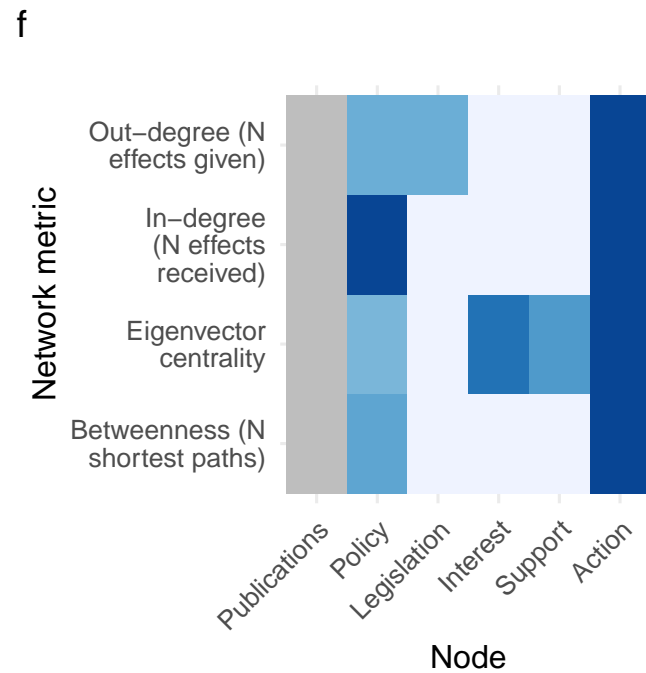 f
Out−degree (N
effects given)
In−degree
(N effects
received)
Eigenvector
centrality
Betweenness (N
shortest paths)
Network metric
Publications
Policy
Legislation
Interest
Support
Action
Node